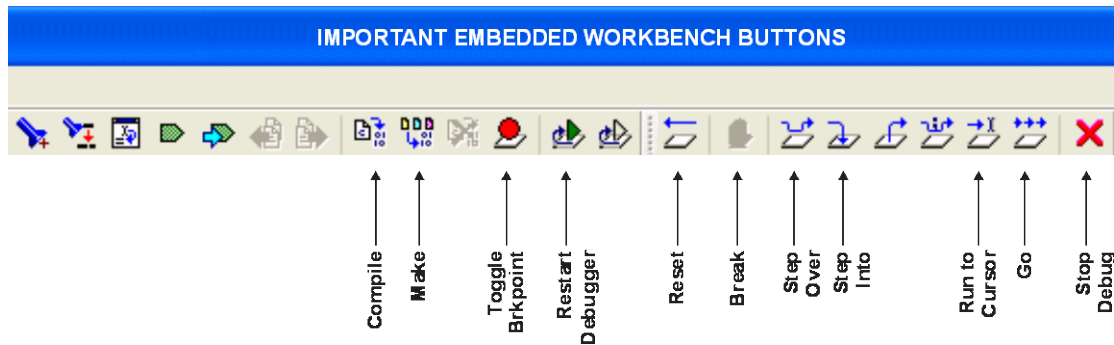 IMPORTANT EMBEDDED WORKBENCH BUTTONS
Compile
Make
Toggle
Brkpoint
Restart
Debugger
Reset
Break
Step
Over
Step
Into
Run to
Cursor
Go
Stop
Debug